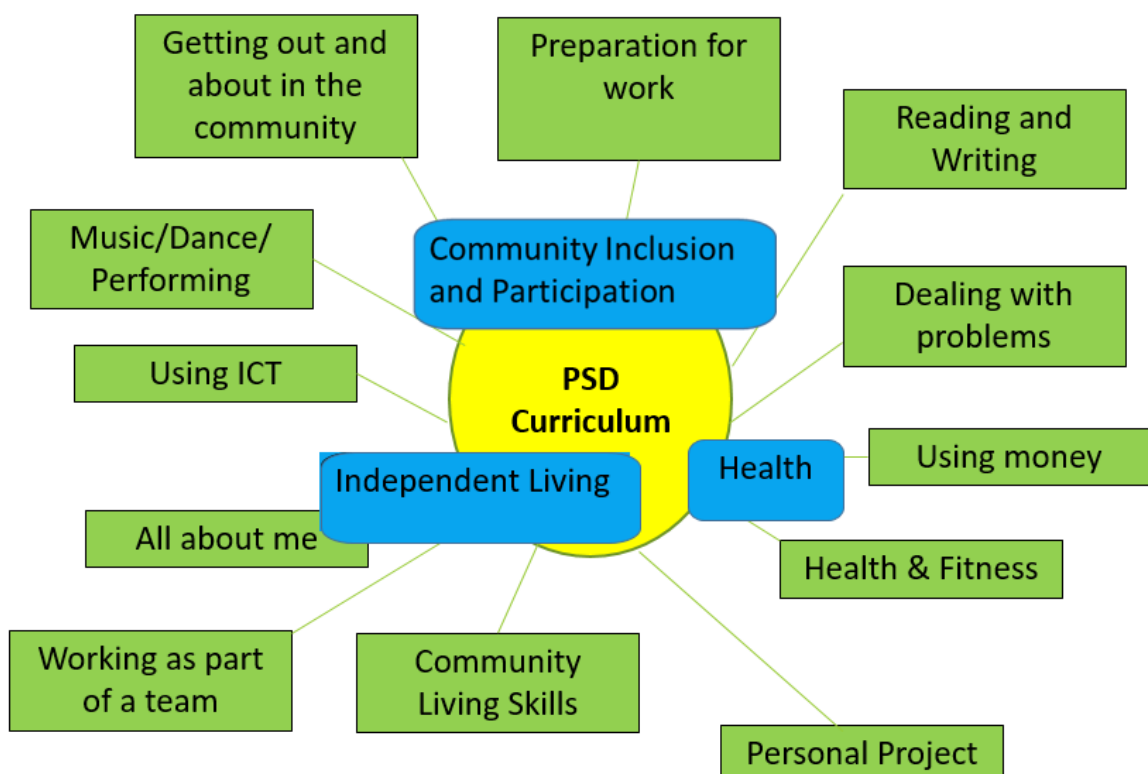 Getting out and
about in the
community
Preparation for
work
Reading and
Writing
Music/Dance/
Performing
Community Inclusion
and Participation
Dealing with
problems
Using ICT
PSD
Curriculum
Independent Living
Health
Using money
All about me
Health & Fitness
Working as part
of a team
Community
Living Skills
Personal Project